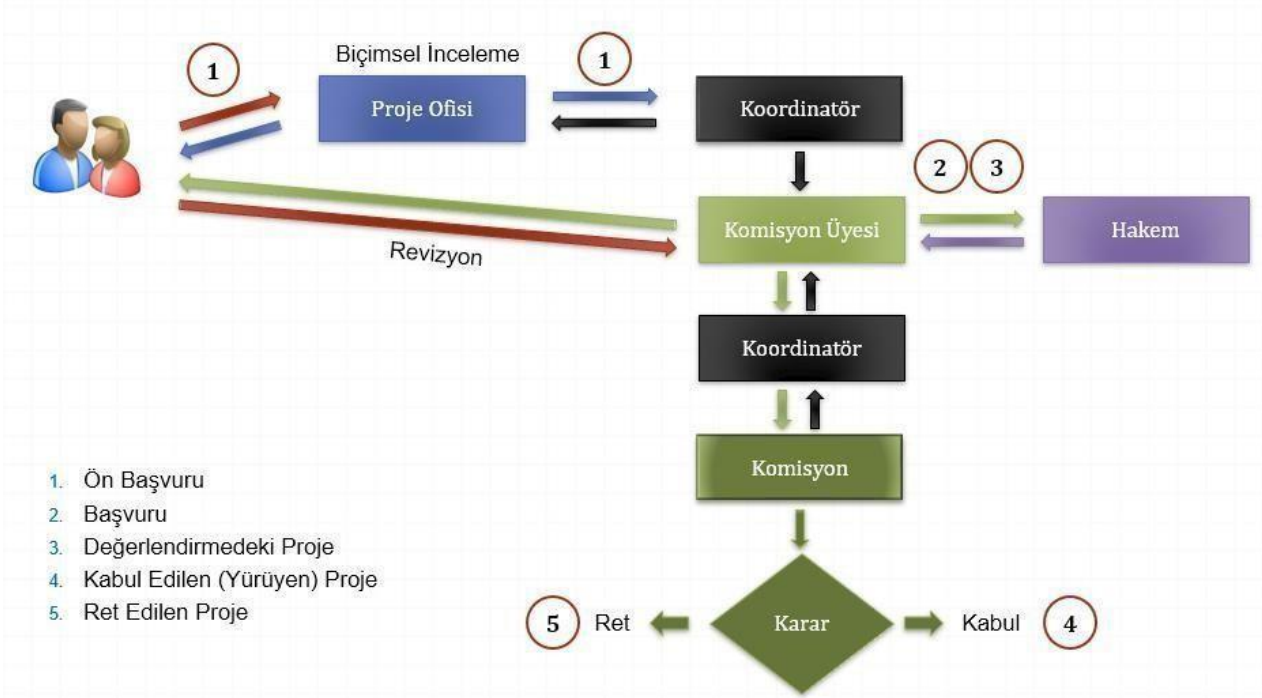 Biçimsel İnceleme
1
1
Proje Ofisi
Koordinatör
2
3
Komisyon Üyesi
Hakem
Revizyon
Koordinatör
Komisyon
1. Ön Başvuru
2. Başvuru
3. Değerlendirmedeki Proje
4. Kabul Edilen (Yürüyen) Proje
5. Ret Edilen Proje
5
Ret
Karar
Kabul
4